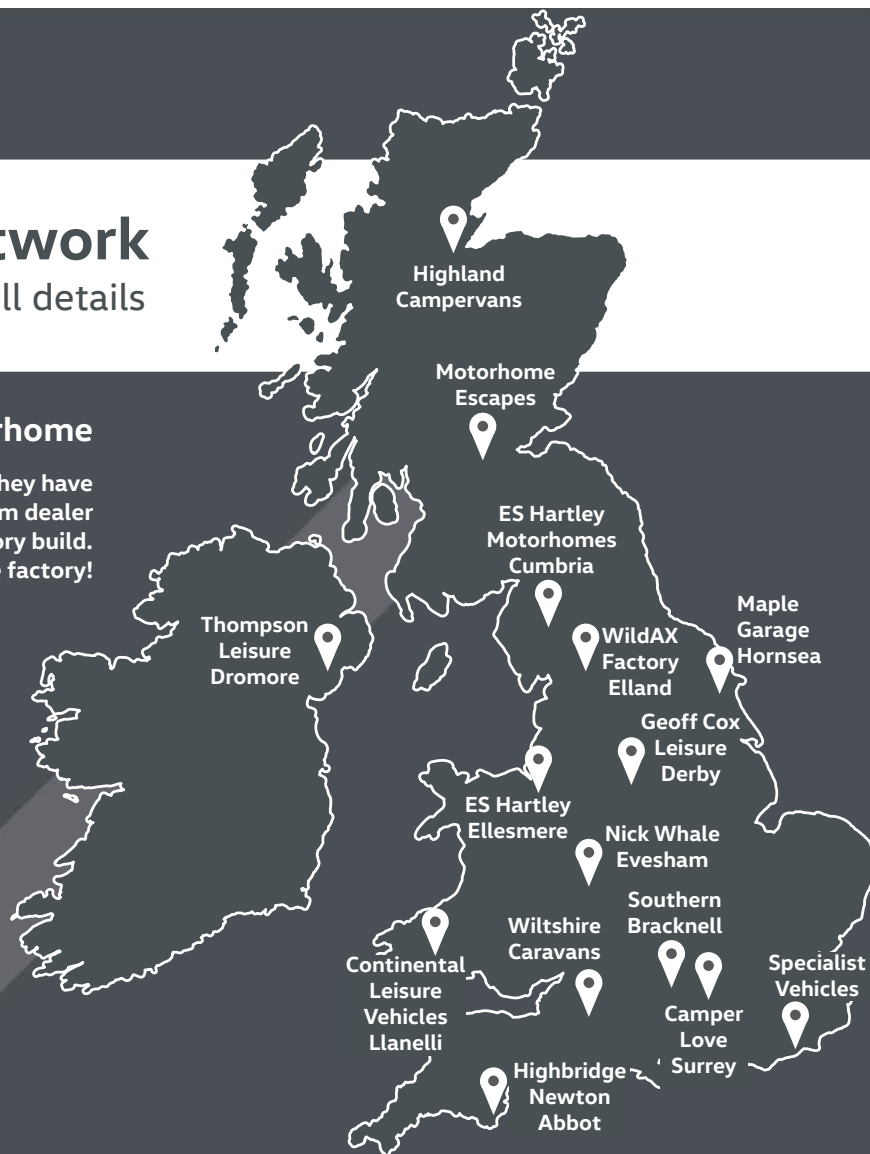 twork
ll details
rhome
hey have
m dealer
ory build.
factory!
Highland
Campervans
Motorhome
Escapes
ES Hartley
Motorhomes
Cumbria
Thompson
Leisure
Dromore
WildAX
Factory
Elland
Maple
Garage
Hornsea
Geoff Cox
Leisure
Derby
ES Hartley
Ellesmere
Nick Whale
Evesham
Southern
Bracknell
Wiltshire
Caravans
Continental
Leisure
Vehicles
Llanelli
Specialist
Vehicles
Camper
Love
Surrey
Highbridge
Newton
Abbot